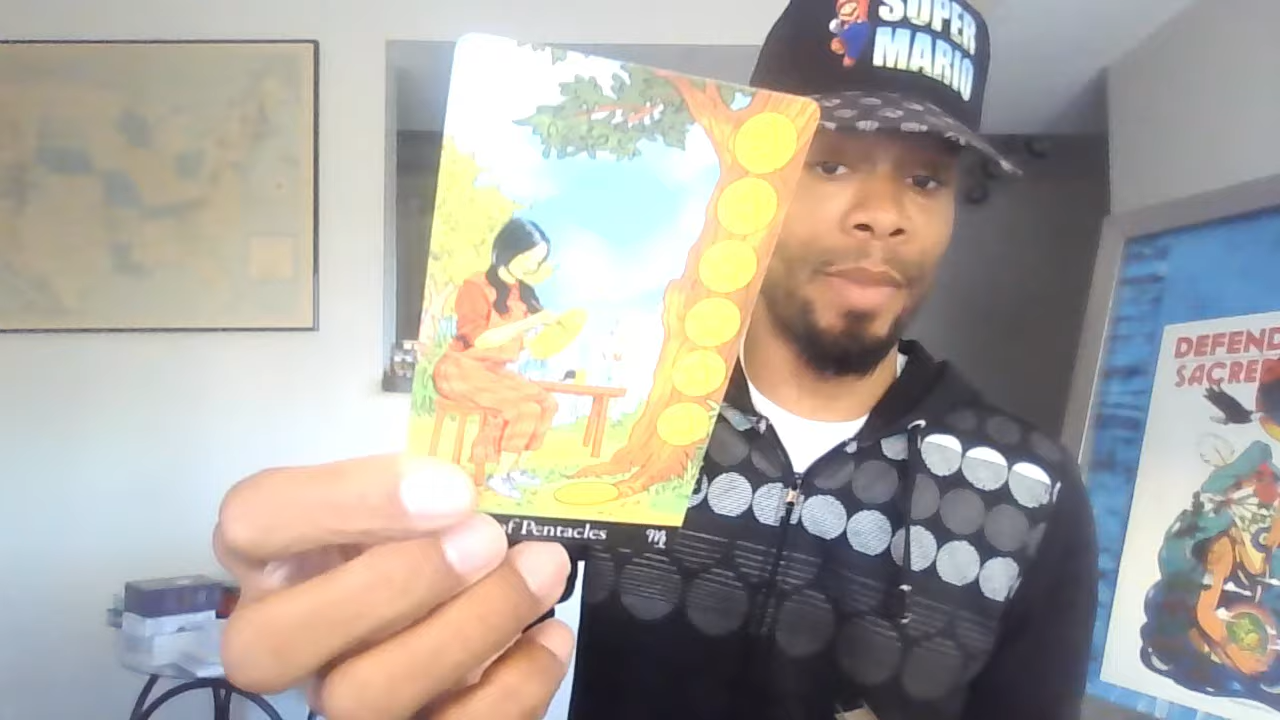 SUPER
MARIO
DEFEND
SACRE
of Pentacles